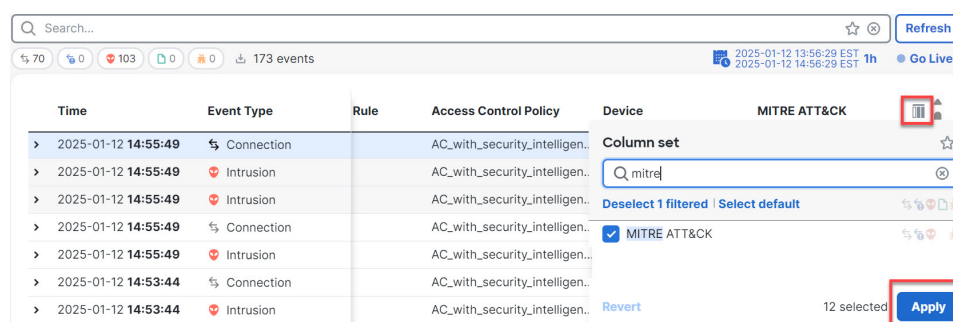 Search... Refresh
70 0 103 0 0 173 events 2025-01-12 13:56:29 EST 1h Go Live
2025-01-12 14:56:29 EST
Time Event Type Rule Access Control Policy Device MITRE ATT&CK
2025-01-12 14:55:49 Connection AC_with_security_intelligen...
Column set
2025-01-12 14:55:49 Intrusion AC_with_security_intelligen...
mitre
2025-01-12 14:55:49 Intrusion AC_with_security_intelligen...
Deselect 1 filtered Select default
2025-01-12 14:55:49 Connection AC_with_security_intelligen...
MITRE ATT&CK
2025-01-12 14:55:49 Intrusion AC_with_security_intelligen...
2025-01-12 14:53:44 Connection AC_with_security_intelligen...
2025-01-12 14:53:44 Intrusion AC_with_security_intelligen...
Revert 12 selected Apply